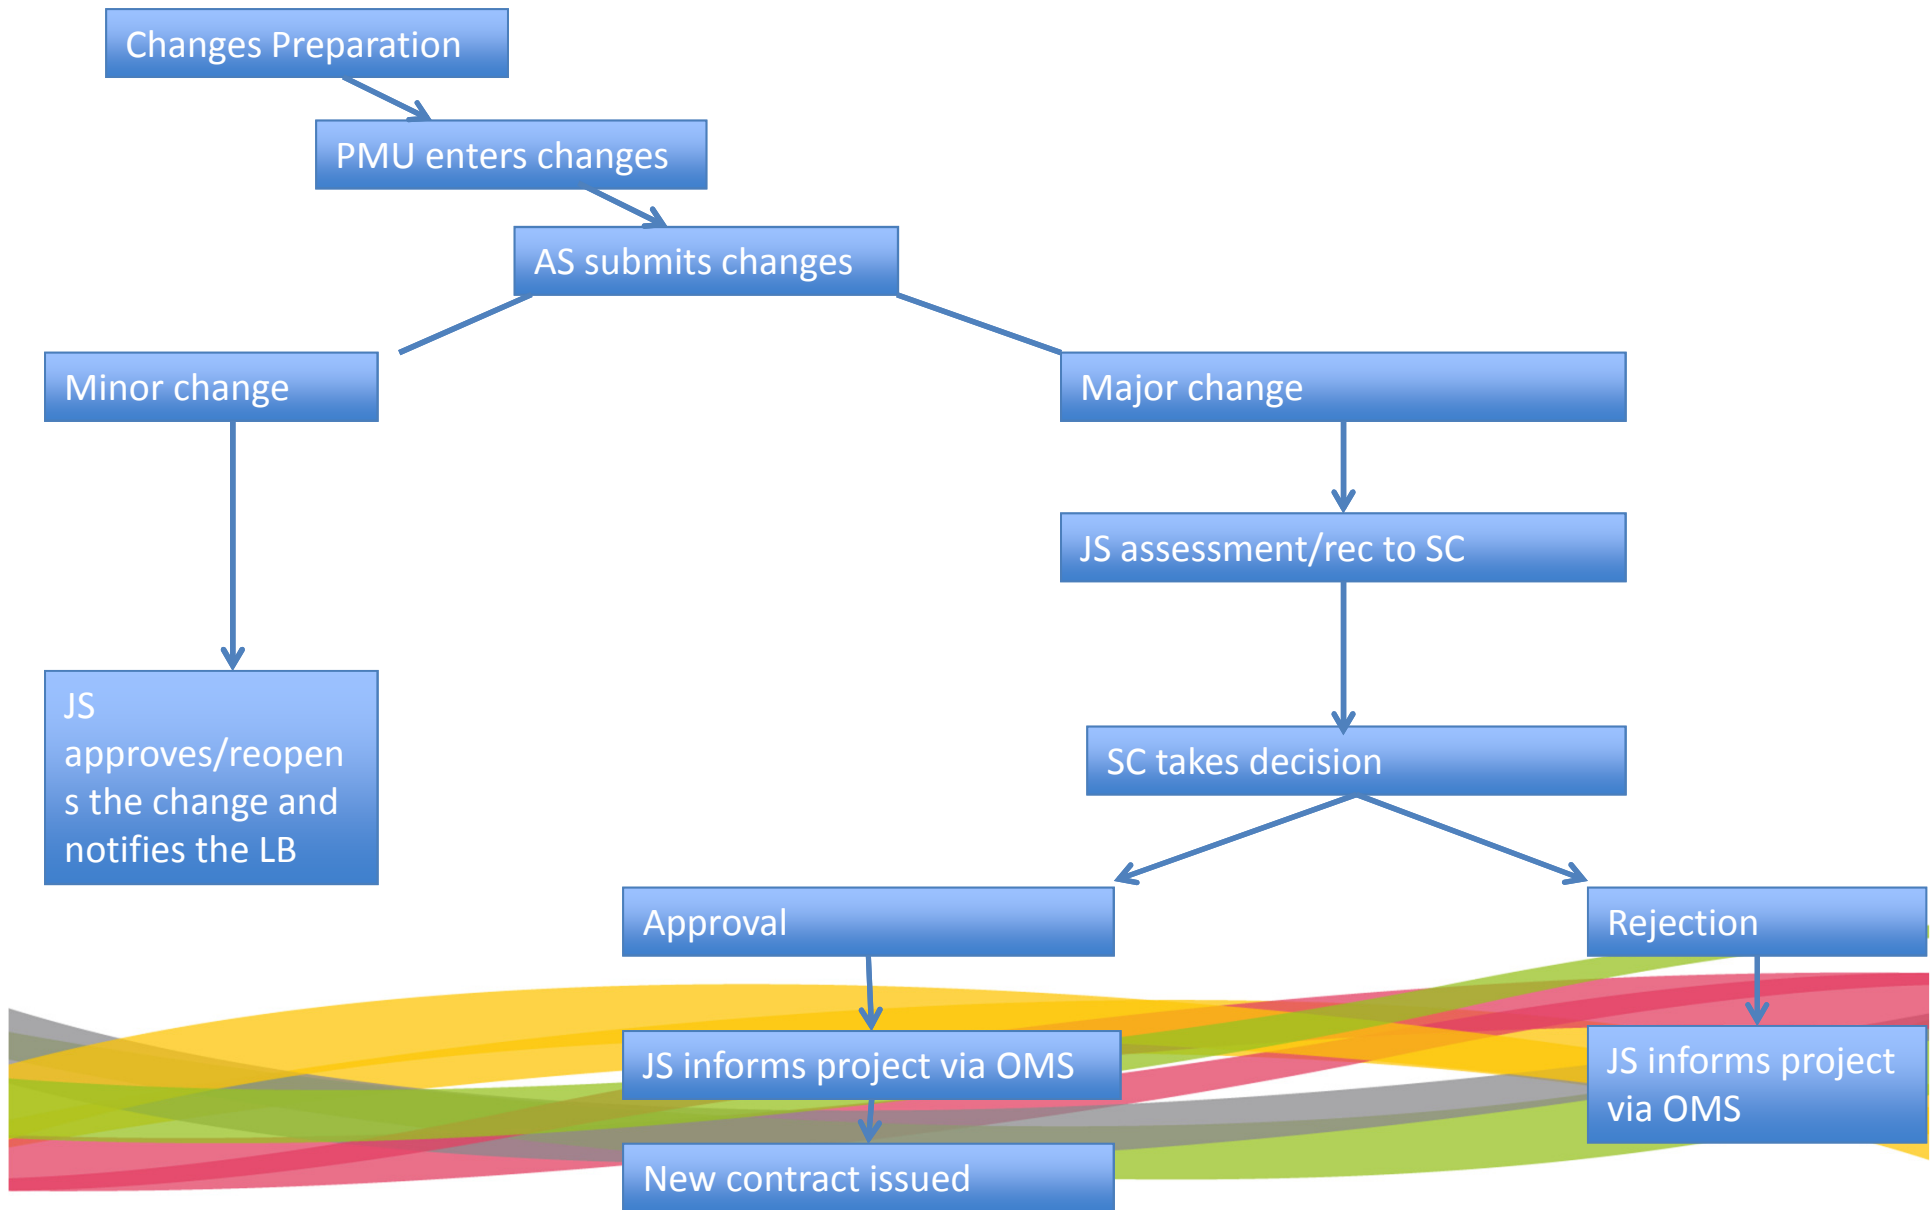 Changes Preparation
PMU enters changes
AS submits changes
Minor change
Major change
JS assessment/rec to SC
JS
approves/reopen
s the change and
notifies the LB
SC takes decision
Approval
Rejection
JS informs project via OMS
JS informs project
via OMS
New contract issued